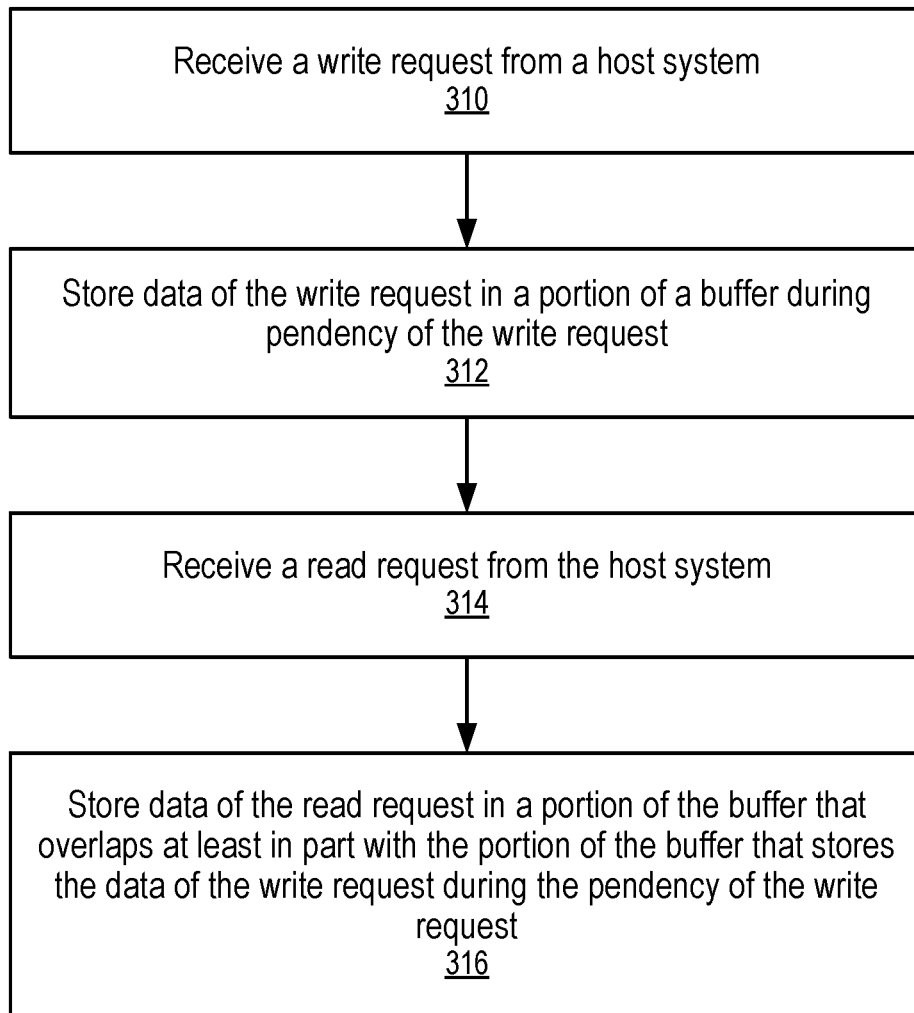 Receive a write request from a host system
310
Store data of the write request in a portion of a buffer during
pendency of the write request
312
Receive a read request from the host system
314
Store data of the read request in a portion of the buffer that
overlaps at least in part with the portion of the buffer that stores
the data of the write request during the pendency of the write
request
316